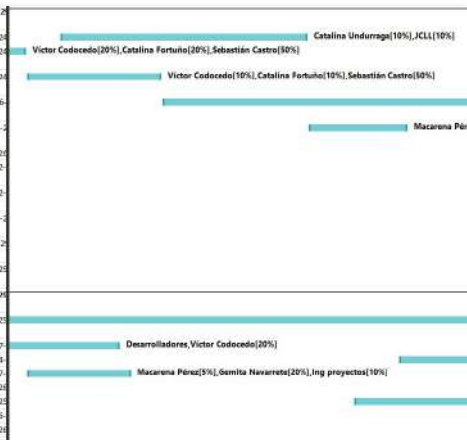 Catalina Undurraga[10%],JCLL[10%]
Víctor Codocedo[20%],Catalina Fortuño[20%],Sebastián Castro[50%]
Víctor Codocedo[10%],Catalina Fortuño[10%],Sebastián Castro[50%]
Macarena Pér
Desarrolladores,Víctor Codocedo[20%]
Macarena Pérez[5%],Gemita Navarrete[20%],Ing proyectos[10%]